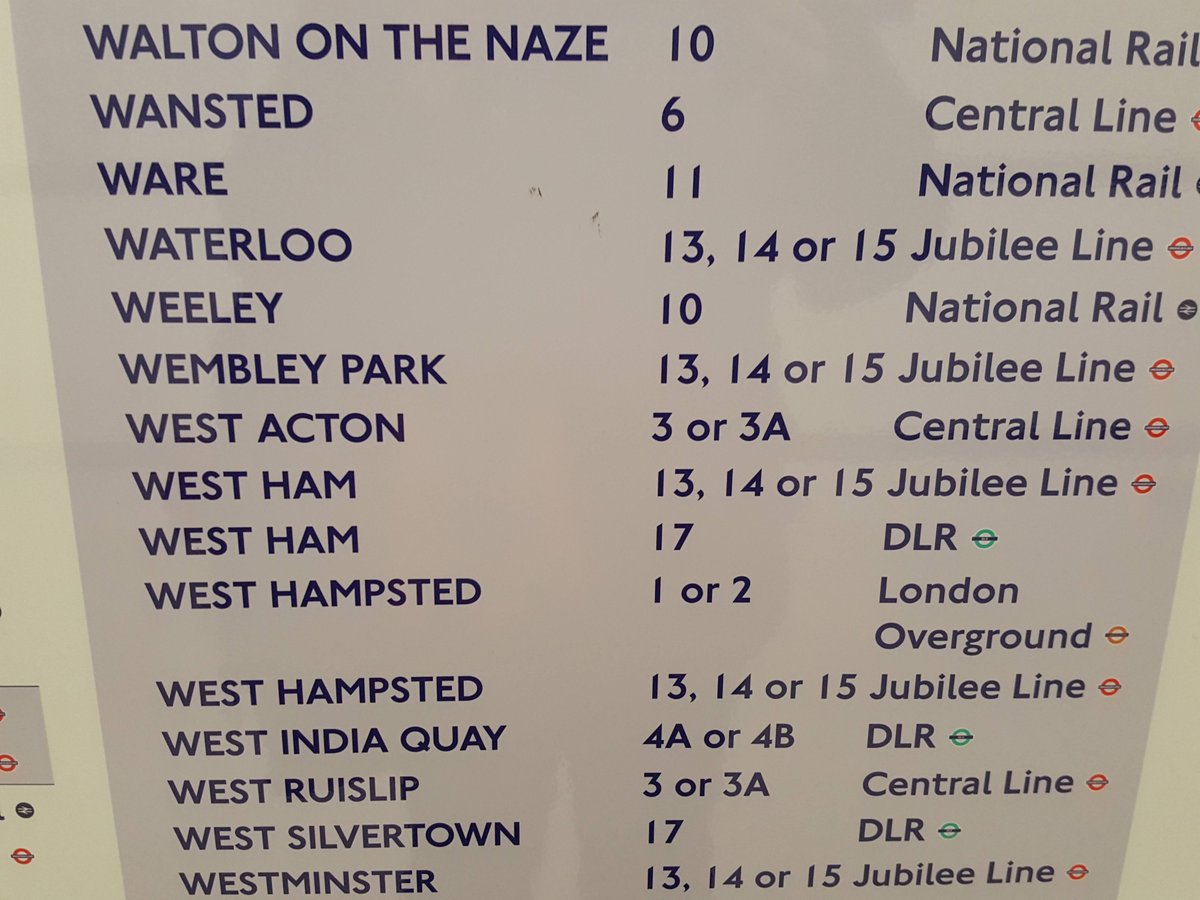 WALTON ON THE NAZE 10 National Rail
WANSTED 6 Central Line
WARE 11 National Rail
WATERLOO 13, 14 or 15 Jubilee Line
WEELEY 10 National Rail
WEMBLEY PARK 13, 14 or 15 Jubilee Line
WEST ACTON 3 or 3A Central Line
WEST HAM 13, 14 or 15 Jubilee Line
WEST HAM 17 DLR
WEST HAMPSTED 1 or 2 London
Overground
WEST HAMPSTED 13, 14 or 15 Jubilee Line
WEST INDIA QUAY 4A or 4B DLR
WEST RUISLIP 3 or 3A Central Line
WEST SILVERTOWN 17 DLR
WESTMINSTER 13, 14 or 15 Jubilee Line